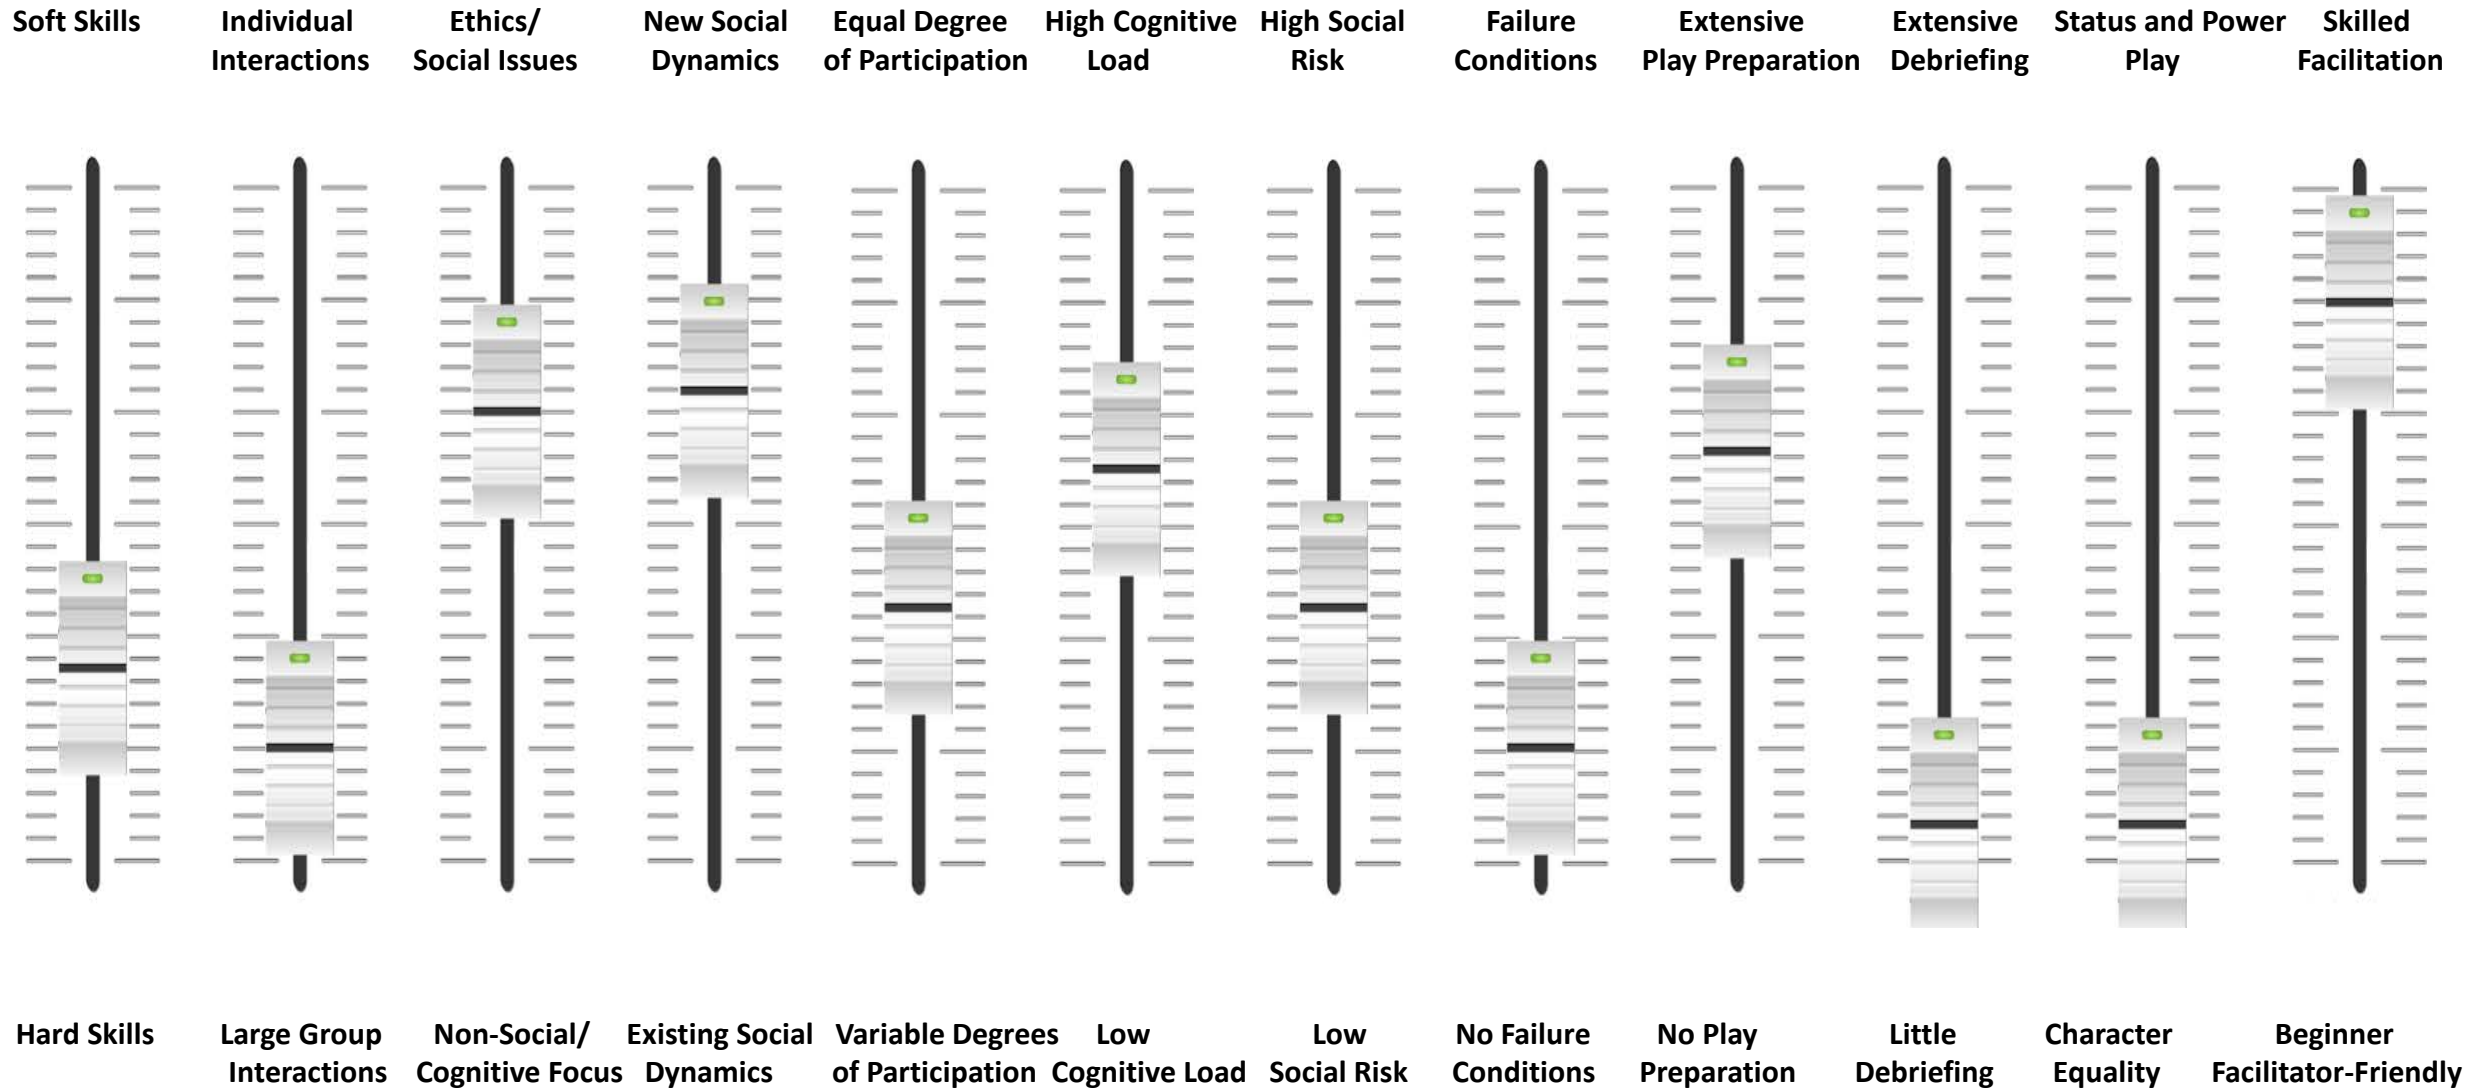 Soft Skills
Individual
Interactions
Ethics/
Social Issues
New Social
Dynamics
Equal Degree
of Participation
High Cognitive
Load
High Social
Risk
Failure
Conditions
Extensive
Play Preparation
Extensive
Debriefing
Status and Power
Play
Skilled
Facilitation
Hard Skills
Large Group
Interactions
Non-Social/
Cognitive Focus
Existing Social
Dynamics
Variable Degrees
of Participation
Low
Cognitive Load
Low
Social Risk
No Failure
Conditions
No Play
Preparation
Little
Debriefing
Character
Equality
Beginner
Facilitator-Friendly